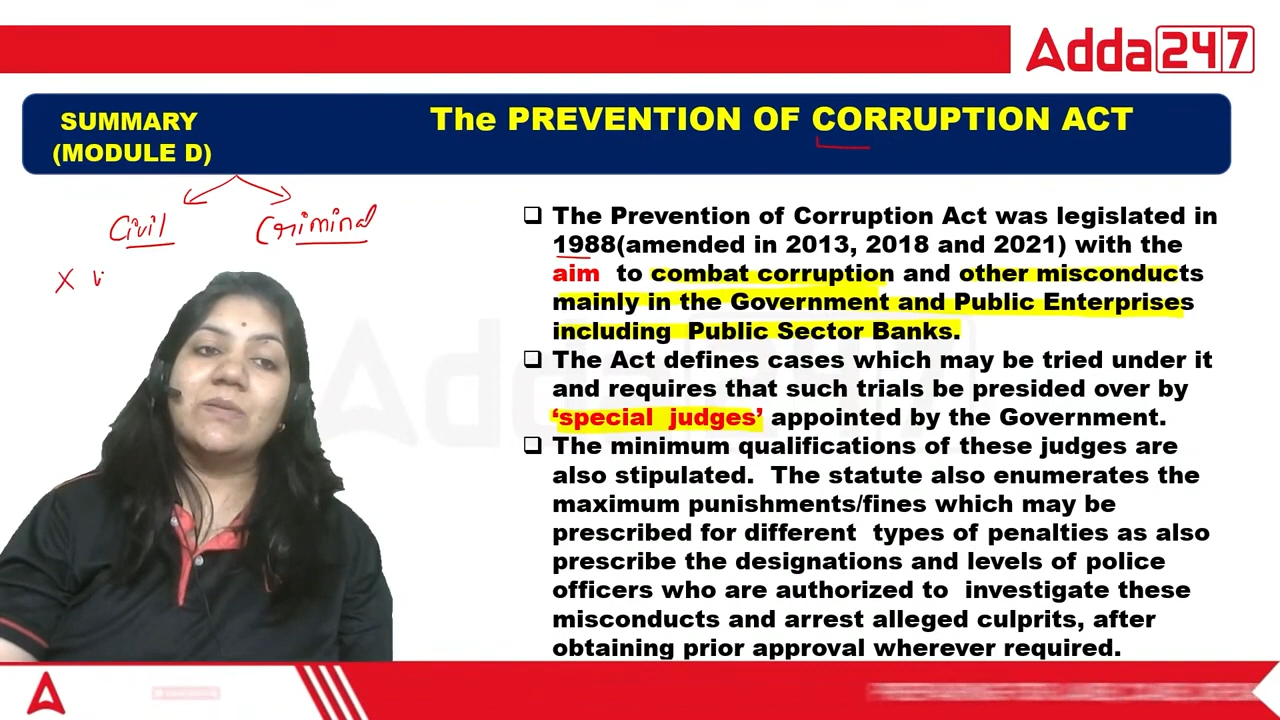 Adda247
SUMMARY
(MODULE D)
The PREVENTION OF CORRUPTION ACT
Civil
Criminal
X v
❑ The Prevention of Corruption Act was legislated in
1988(amended in 2013, 2018 and 2021) with the
aim to combat corruption and other misconducts
mainly in the Government and Public Enterprises
including Public Sector Banks.
❑ The Act defines cases which may be tried under it
and requires that such trials be presided over by
‘special judges’ appointed by the Government.
❑ The minimum qualifications of these judges are
also stipulated. The statute also enumerates the
maximum punishments/fines which may be
prescribed for different types of penalties as also
prescribe the designations and levels of police
officers who are authorized to investigate these
misconducts and arrest alleged culprits, after
obtaining prior approval wherever required.